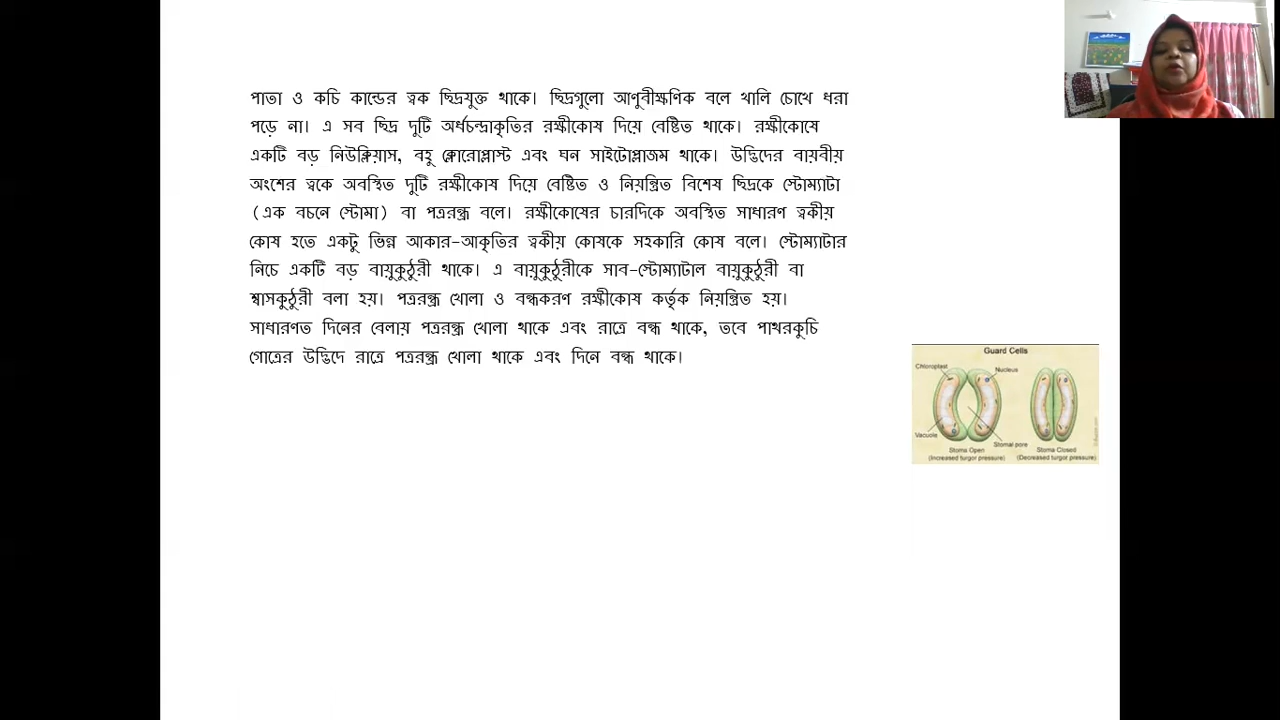 পাতা ও কচি কান্ডের ত্বক ছিদ্রযুক্ত থাকে। ছিদ্রগুলো আণুবীক্ষণিক বলে খালি চোখে ধরা
পড়ে না। এ সব ছিদ্র দুটি অর্ধচন্দ্রাকৃতির রক্ষীকোষ দিয়ে বেষ্টিত থাকে। রক্ষীকোষে
একটি বড় নিউক্লিয়াস, বহু ক্লোরোপ্লাস্ট এবং ঘন সাইটোপ্লাজম থাকে। উদ্ভিদের বায়বীয়
অংশের ত্বকে অবস্থিত দুটি রক্ষীকোষ দিয়ে বেষ্টিত ও নিয়ন্ত্রিত বিশেষ ছিদ্রকে স্টোম্যাটা
(এক বচনে স্টোমা) বা পত্ররন্ধ্র বলে। রক্ষীকোষের চারদিকে অবস্থিত সাধারণ ত্বকীয়
কোষ হতে একটু ভিন্ন আকার-আকৃতির ত্বকীয় কোষকে সহকারি কোষ বলে। স্টোম্যাটার
নিচে একটি বড় বায়ুকুঠুরী থাকে। এ বায়ুকুঠুরীকে সাব-স্টোম্যাটাল বায়ুকুঠুরী বা
শ্বাসকুঠুরী বলা হয়। পত্ররন্ধ্র খোলা ও বন্ধকরণ রক্ষীকোষ কর্তৃক নিয়ন্ত্রিত হয়।
সাধারণত দিনের বেলায় পত্ররন্ধ্র খোলা থাকে এবং রাত্রে বন্ধ থাকে, তবে পাথরকুচি
গোত্রের উদ্ভিদে রাত্রে পত্ররন্ধ্র খোলা থাকে এবং দিনে বন্ধ থাকে।
Guard Cells
Chloroplast
Nucleus
Vacuole
Stomal pore
Stoma Open
(Increased turgor pressure)
Stoma Closed
(Decreased turgor pressure)